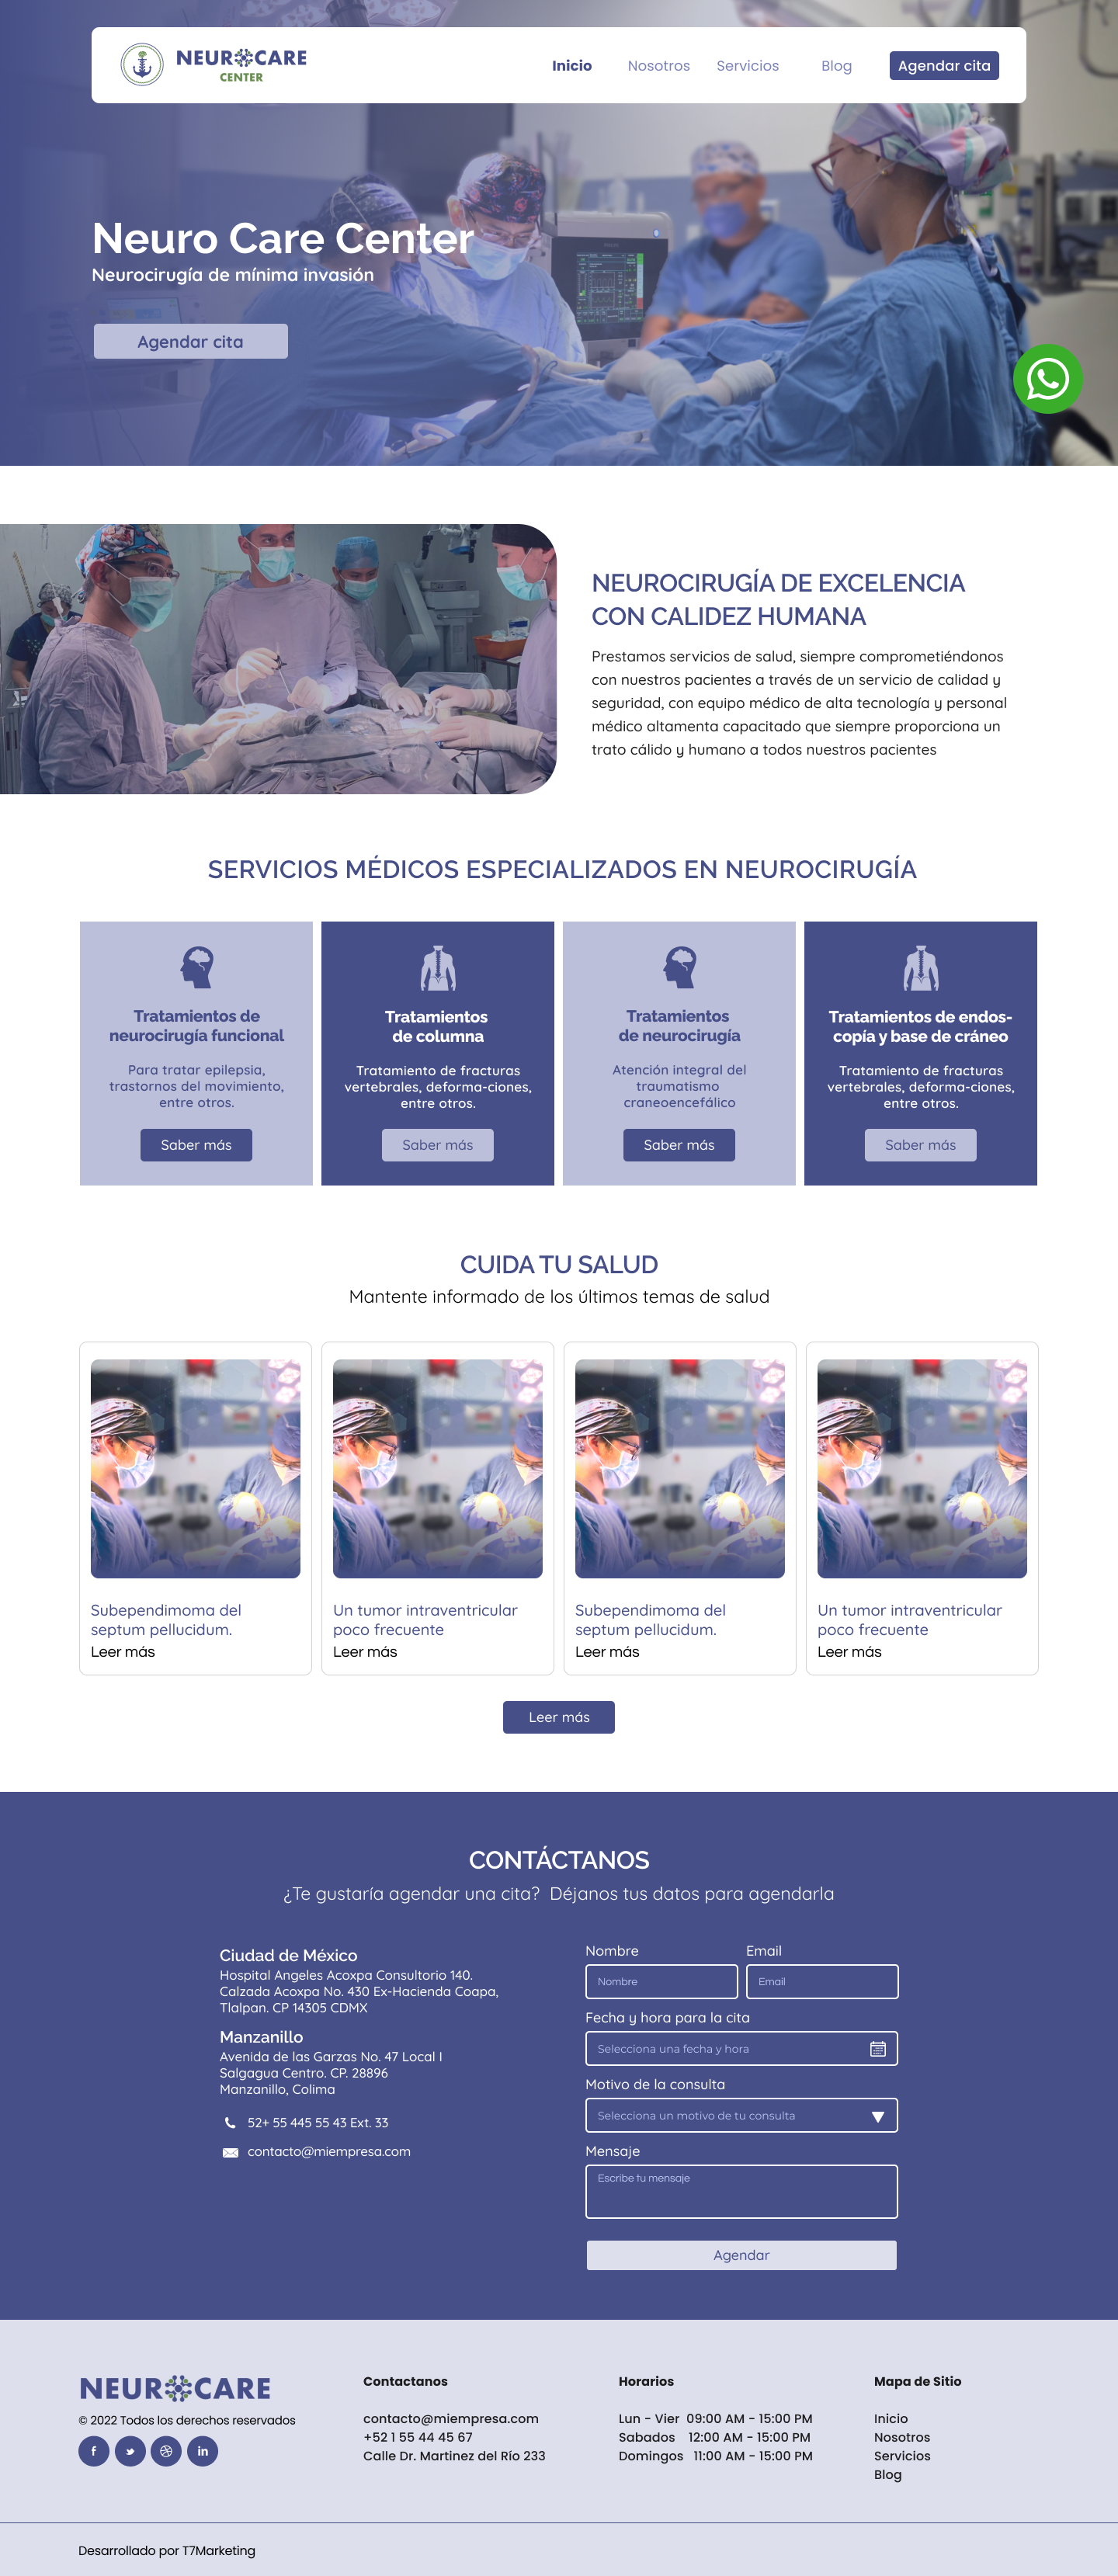 NEUROCARE
CENTER
Inicio
Nosotros
Servicios
Blog
Agendar cita
Neuro Care Center
Neurocirugía de mínima invasión
Agendar cita
NEUROCIRUGÍA DE EXCELENCIA
CON CALIDEZ HUMANA
Prestamos servicios de salud, siempre comprometiéndonos
con nuestros pacientes a través de un servicio de calidad y
seguridad, con equipo médico de alta tecnología y personal
médico altamenta capacitado que siempre proporciona un
trato cálido y humano a todos nuestros pacientes
SERVICIOS MÉDICOS ESPECIALIZADOS EN NEUROCIRUGÍA
Tratamientos de
neurocirugía funcional
Para tratar epilepsia,
trastornos del movimiento,
entre otros.
Saber más
Tratamientos
de columna
Tratamiento de fracturas
vertebrales, deforma-ciones,
entre otros.
Saber más
Tratamientos
de neurocirugía
Atención integral del
traumatismo
craneoencefálico
Saber más
Tratamientos de endos-
copía y base de cráneo
Tratamiento de fracturas
vertebrales, deforma-ciones,
entre otros.
Saber más
CUIDA TU SALUD
Mantente informado de los últimos temas de salud
Subependimoma del
septum pellucidum.
Leer más
Un tumor intraventricular
poco frecuente
Leer más
Subependimoma del
septum pellucidum.
Leer más
Un tumor intraventricular
poco frecuente
Leer más
Leer más
CONTÁCTANOS
¿Te gustaría agendar una cita?  Déjanos tus datos para agendarla
Ciudad de México
Hospital Angeles Acoxpa Consultorio 140.
Calzada Acoxpa No. 430 Ex-Hacienda Coapa,
Tlalpan. CP 14305 CDMX
Manzanillo
Avenida de las Garzas No. 47 Local I
Salgagua Centro. CP. 28896
Manzanillo, Colima
52+ 55 445 55 43 Ext. 33
contacto@miempresa.com
Nombre
Email
Nombre
Email
Fecha y hora para la cita
Selecciona una fecha y hora
Motivo de la consulta
Selecciona un motivo de tu consulta
Mensaje
Escribe tu mensaje
Agendar
NEUROCARE
© 2022 Todos los derechos reservados
Contactanos
contacto@miempresa.com
+52 1 55 44 45 67
Calle Dr. Martinez del Río 233
Horarios
Lun - Vier 09:00 AM - 15:00 PM
Sabados 12:00 AM - 15:00 PM
Domingos 11:00 AM - 15:00 PM
Mapa de Sitio
Inicio
Nosotros
Servicios
Blog
Desarrollado por T7Marketing